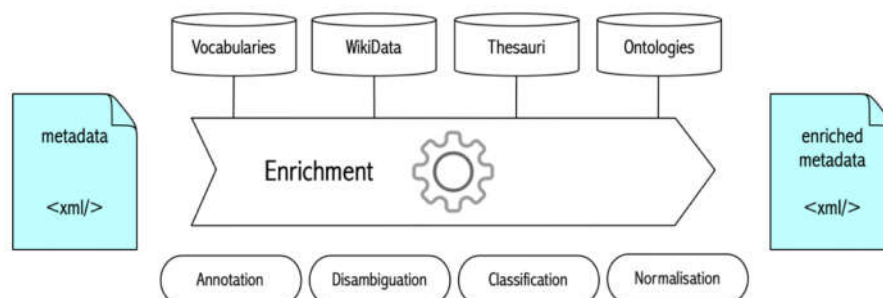 Vocabularies
WikiData
Thesauri
Ontologies
metadata
<xml/>
Enrichment
enriched
metadata
<xml/>
Annotation
Disambiguation
Classification
Normalisation